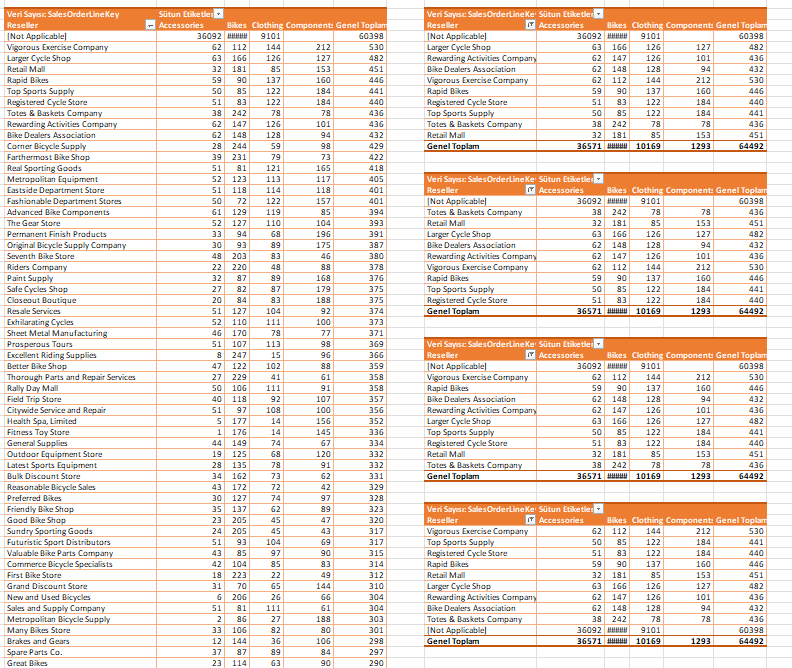 Veri Sayısı: SalesOrderLineKey Sütun Etiketler
Reseller Accessories Bikes Clothing Component Genel Toplam
[Not Applicable] 36092 ##### 9101 60398
Vigorous Exercise Company 62 112 144 212 530
Larger Cycle Shop 63 166 126 127 482
Retail Mall 32 181 85 153 451
Rapid Bikes 59 90 137 160 446
Top Sports Supply 50 85 122 184 441
Registered Cycle Store 51 83 122 184 440
Totes & Baskets Company 38 242 78 78 436
Rewarding Activities Company 62 147 126 101 436
Bike Dealers Association 62 148 128 94 432
Corner Bicycle Supply 28 244 59 98 429
Farthermost Bike Shop 39 231 79 73 422
Real Sporting Goods 51 81 121 165 418
Metropolitan Equipment 52 123 113 117 405
Eastside Department Store 51 118 114 118 401
Fashionable Department Stores 50 72 122 157 401
Advanced Bike Components 61 129 119 85 394
The Gear Store 52 127 110 104 393
Permanent Finish Products 33 94 68 196 391
Original Bicycle Supply Company 30 93 89 175 387
Seventh Bike Store 48 203 83 46 380
Riders Company 22 220 48 88 378
Paint Supply 32 87 89 168 376
Safe Cycles Shop 27 82 87 179 375
Closeout Boutique 20 84 83 188 375
Resale Services 51 127 104 92 374
Exhilarating Cycles 52 110 111 100 373
Sheet Metal Manufacturing 46 170 78 77 371
Prosperous Tours 51 107 113 98 369
Excellent Riding Supplies 8 247 15 96 366
Better Bike Shop 47 122 102 88 359
Thorough Parts and Repair Services 27 229 41 61 358
Rally Day Mall 50 106 111 91 358
Field Trip Store 40 118 92 107 357
Citywide Service and Repair 51 97 108 100 356
Health Spa, Limited 5 177 14 156 352
Fitness Toy Store 1 176 14 145 336
General Supplies 44 149 74 67 334
Outdoor Equipment Store 19 125 68 120 332
Latest Sports Equipment 28 135 78 91 332
Bulk Discount Store 34 162 73 62 331
Reasonable Bicycle Sales 43 172 72 42 329
Preferred Bikes 30 127 74 97 328
Friendly Bike Shop 35 137 62 89 323
Good Bike Shop 23 205 45 47 320
Sundry Sporting Goods 24 205 45 43 317
Futuristic Sport Distributors 51 93 104 69 317
Valuable Bike Parts Company 43 85 97 90 315
Commerce Bicycle Specialists 42 104 85 83 314
First Bike Store 18 223 22 49 312
Grand Discount Store 31 70 65 144 310
New and Used Bicycles 6 206 26 66 304
Sales and Supply Company 51 81 111 61 304
Metropolitan Bicycle Supply 2 86 27 188 303
Many Bikes Store 33 106 82 80 301
Brakes and Gears 12 144 36 106 298
Spare Parts Co. 37 87 89 84 297
Great Bikes 23 114 63 90 290
Veri Sayısı: SalesOrderLineKe Sütun Etiketler
Reseller Accessories Bikes Clothing Component Genel Toplam
[Not Applicable] 36092 ##### 9101 60398
Larger Cycle Shop 63 166 126 127 482
Rewarding Activities Company 62 147 126 101 436
Bike Dealers Association 62 148 128 94 432
Vigorous Exercise Company 62 112 144 212 530
Rapid Bikes 59 90 137 160 446
Registered Cycle Store 51 83 122 184 440
Top Sports Supply 50 85 122 184 441
Totes & Baskets Company 38 242 78 78 436
Retail Mall 32 181 85 153 451
Genel Toplam 36571 ##### 10169 1293 64492
Veri Sayısı: SalesOrderLineKe Sütun Etiketler
Reseller Accessories Bikes Clothing Component Genel Toplam
[Not Applicable] 36092 ##### 9101 60398
Totes & Baskets Company 38 242 78 78 436
Retail Mall 32 181 85 153 451
Larger Cycle Shop 63 166 126 127 482
Bike Dealers Association 62 148 128 94 432
Rewarding Activities Company 62 147 126 101 436
Vigorous Exercise Company 62 112 144 212 530
Rapid Bikes 59 90 137 160 446
Top Sports Supply 50 85 122 184 441
Registered Cycle Store 51 83 122 184 440
Genel Toplam 36571 ##### 10169 1293 64492
Veri Sayısı: SalesOrderLineKe Sütun Etiketler
Reseller Accessories Bikes Clothing Component Genel Toplam
[Not Applicable] 36092 ##### 9101 60398
Vigorous Exercise Company 62 112 144 212 530
Rapid Bikes 59 90 137 160 446
Bike Dealers Association 62 148 128 94 432
Rewarding Activities Company 62 147 126 101 436
Larger Cycle Shop 63 166 126 127 482
Top Sports Supply 50 85 122 184 441
Registered Cycle Store 51 83 122 184 440
Retail Mall 32 181 85 153 451
Totes & Baskets Company 38 242 78 78 436
Genel Toplam 36571 ##### 10169 1293 64492
Veri Sayısı: SalesOrderLineKe Sütun Etiketler
Reseller Accessories Bikes Clothing Component Genel Toplam
Vigorous Exercise Company 62 112 144 212 530
Top Sports Supply 50 85 122 184 441
Registered Cycle Store 51 83 122 184 440
Rapid Bikes 59 90 137 160 446
Retail Mall 32 181 85 153 451
Larger Cycle Shop 63 166 126 127 482
Rewarding Activities Company 62 147 126 101 436
Bike Dealers Association 62 148 128 94 432
Totes & Baskets Company 38 242 78 78 436
[Not Applicable] 36092 ##### 9101 60398
Genel Toplam 36571 ##### 10169 1293 64492